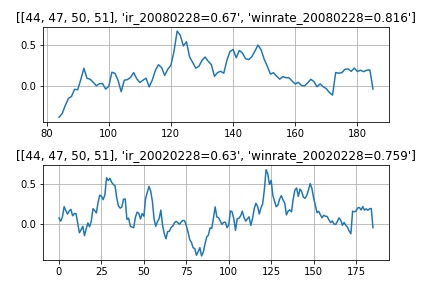 [[44, 47, 50, 51], 'ir_20080228=0.67', 'winrate_20080228=0.816']
0.5
0.0
80 100 120 140 160 180
[[44, 47, 50, 51], 'ir_20020228=0.63', 'winrate_20020228=0.759']
0.5
0.0
0 25 50 75 100 125 150 175